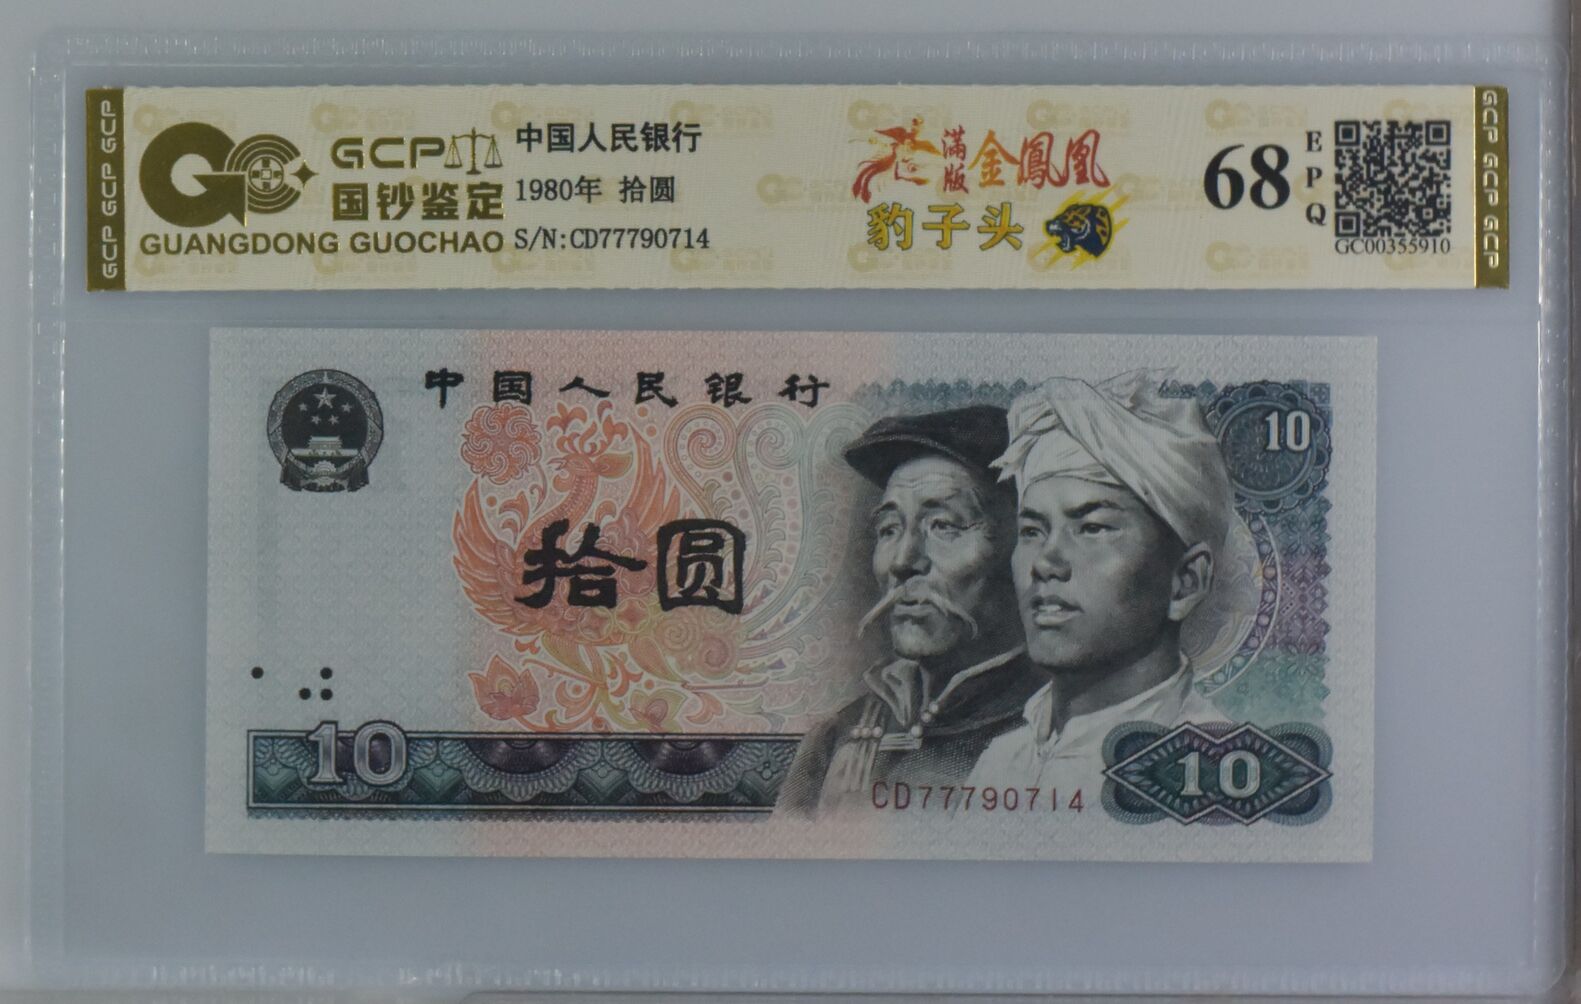 GCP GCP GCP
GCP
国钞鉴定
GUANGDONG GUOCHAO
中国人民银行
1980年 拾圆
S/N:CD77790714
满版 金鳳凰
豹子头
68
EPQ
GC00355910
GCP GCP GCP
中国人民银行
10
拾圆
10
CD77790714
10